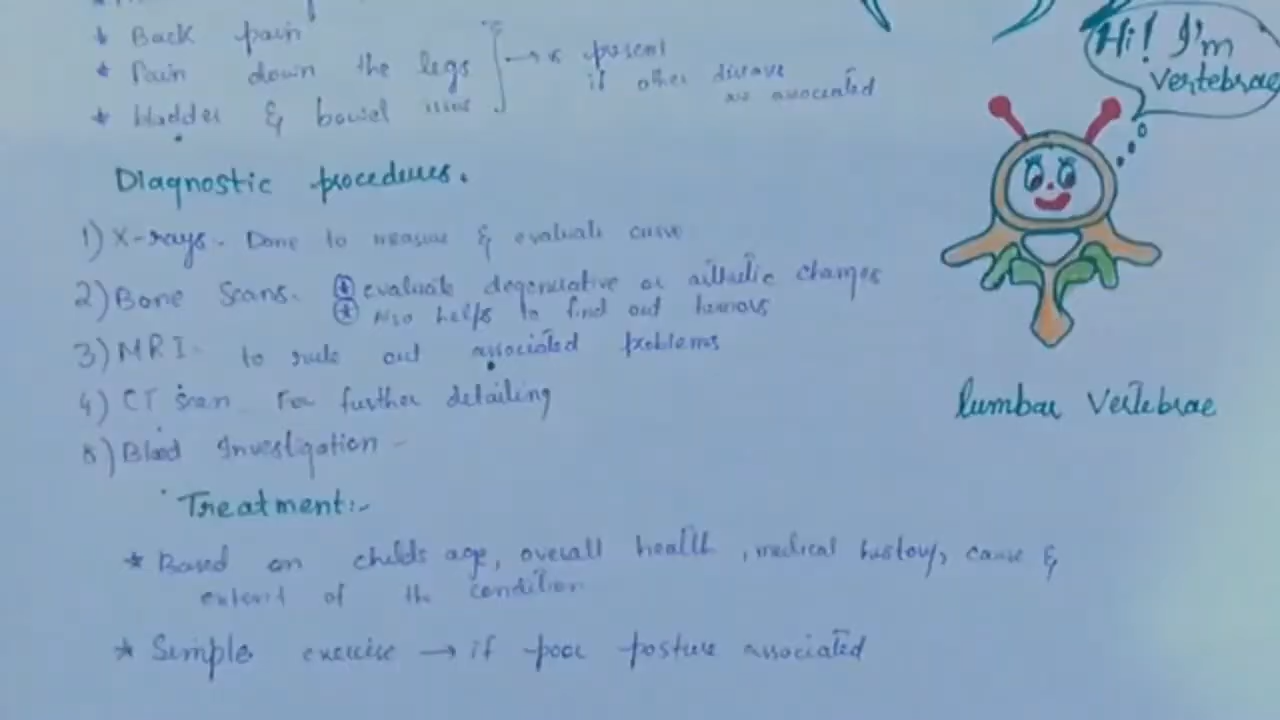 * Back pain
* Pain down the legs
* bladder & bowel
→ is present
if other disease
are associated
Hi! I'm
Vertebrae
Diagnostic procedures.
1) X-rays - Done to measure & evaluate curve
2) Bone Scans. * evaluate degenerative or arthritic changes
* Also helps to find out tumors
3) MRI - to rule out associated problems
4) CT scan - For further detailing
5) Blood Investigation -
lumbar Vertebrae
Treatment:-
* Based on childs age, overall health, medical history, cause &
extent of the condition
* Simple exercise → if poor posture associated